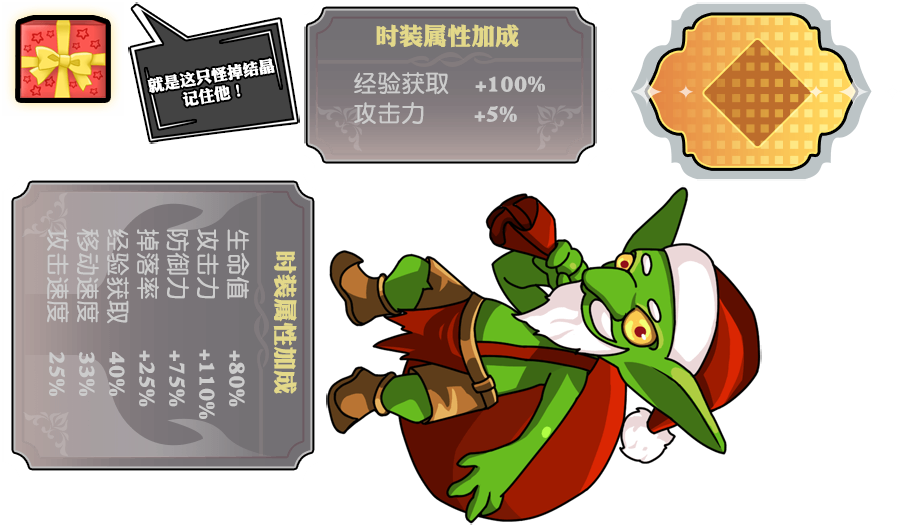 就是这只怪掉结晶
记住他！
时装属性加成
经验获取 +100%
攻击力 +5%
时装属性加成
生命值 +80%
攻击力 +110%
防御力 +75%
掉落率 +25%
经验获取 40%
移动速度 33%
攻击速度 25%